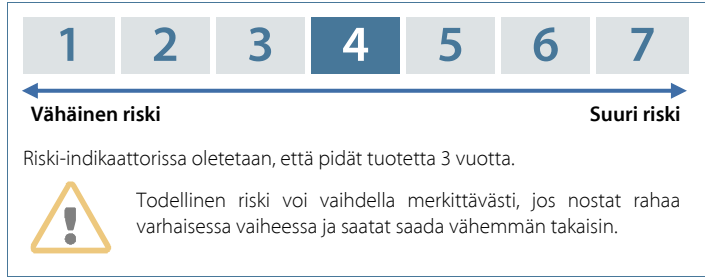 1 2 3 4 5 6 7
Vähäinen riski Suuri riski
Riski-indikaattorissa oletetaan, että pidät tuotetta 3 vuotta.
Todellinen riski voi vaihdella merkittävästi, jos nostat rahaa
varhaisessa vaiheessa ja saatat saada vähemmän takaisin.